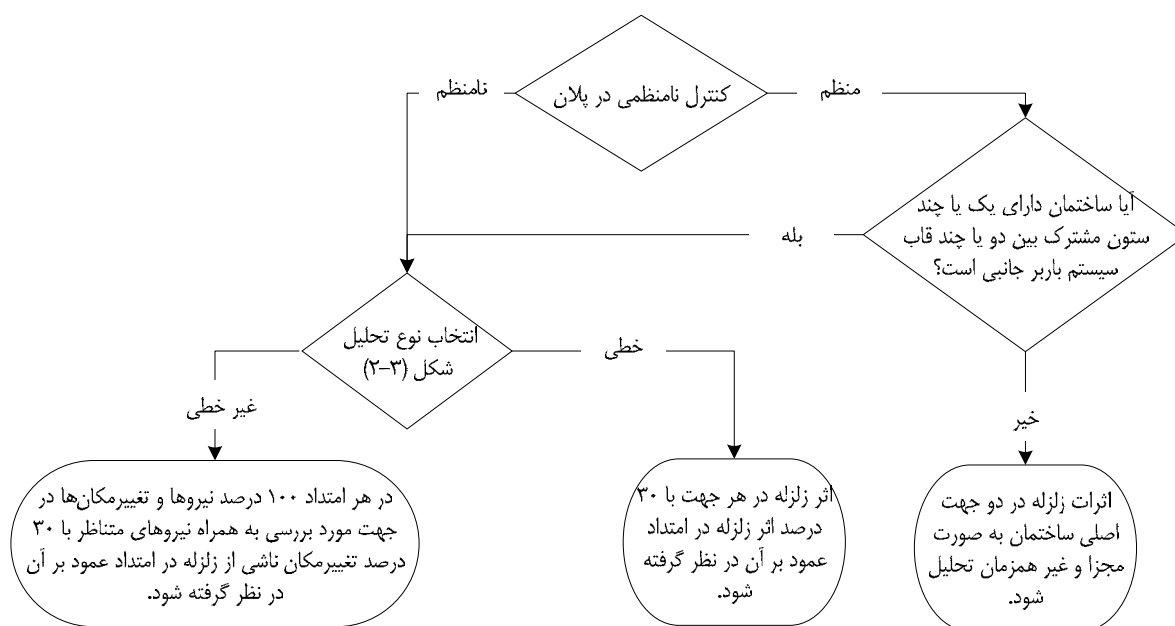 کنترل نامنظمی در پلان
منظم
نامنظم
آیا ساختمان دارای یک یا چند
ستون مشترک بین دو یا چند قاب
سیستم باربر جانبی است؟
بله
خیر
انتخاب نوع تحلیل
شکل (۳-۲)
خطی
غیر خطی
اثرات زلزله در دو جهت
اصلی ساختمان به صورت
مجزا و غیر همزمان تحلیل
شود.
اثر زلزله در هر جهت با ۳۰
درصد اثر زلزله در امتداد
عمود بر آن در نظر گرفته
شود.
در هر امتداد ۱۰۰ درصد نیروها و تغییرمکان‌ها در
جهت مورد بررسی به همراه نیروهای متناظر با ۳۰
درصد تغییرمکان ناشی از زلزله در امتداد عمود بر آن
در نظر گرفته شود.